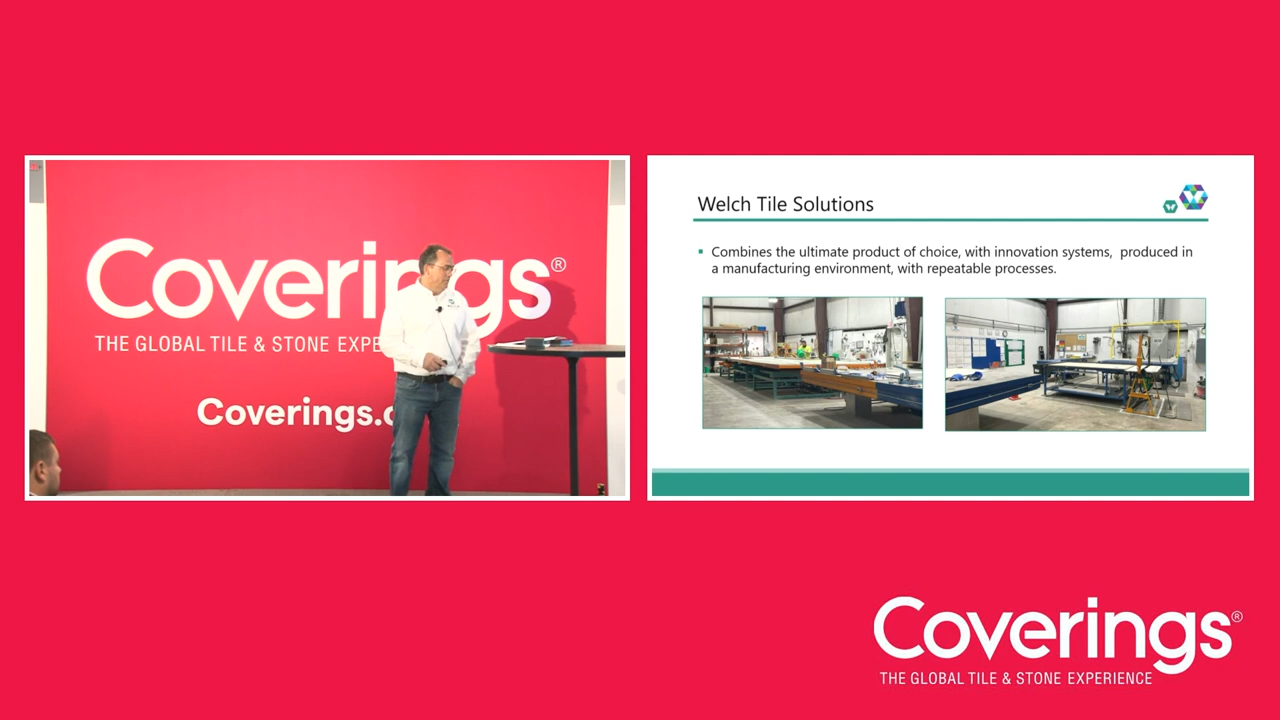 Coverings®
THE GLOBAL TILE & STONE EXPE
Coverings.
Welch Tile Solutions
▪ Combines the ultimate product of choice, with innovation systems, produced in
a manufacturing environment, with repeatable processes.
Coverings®
THE GLOBAL TILE & STONE EXPERIENCE